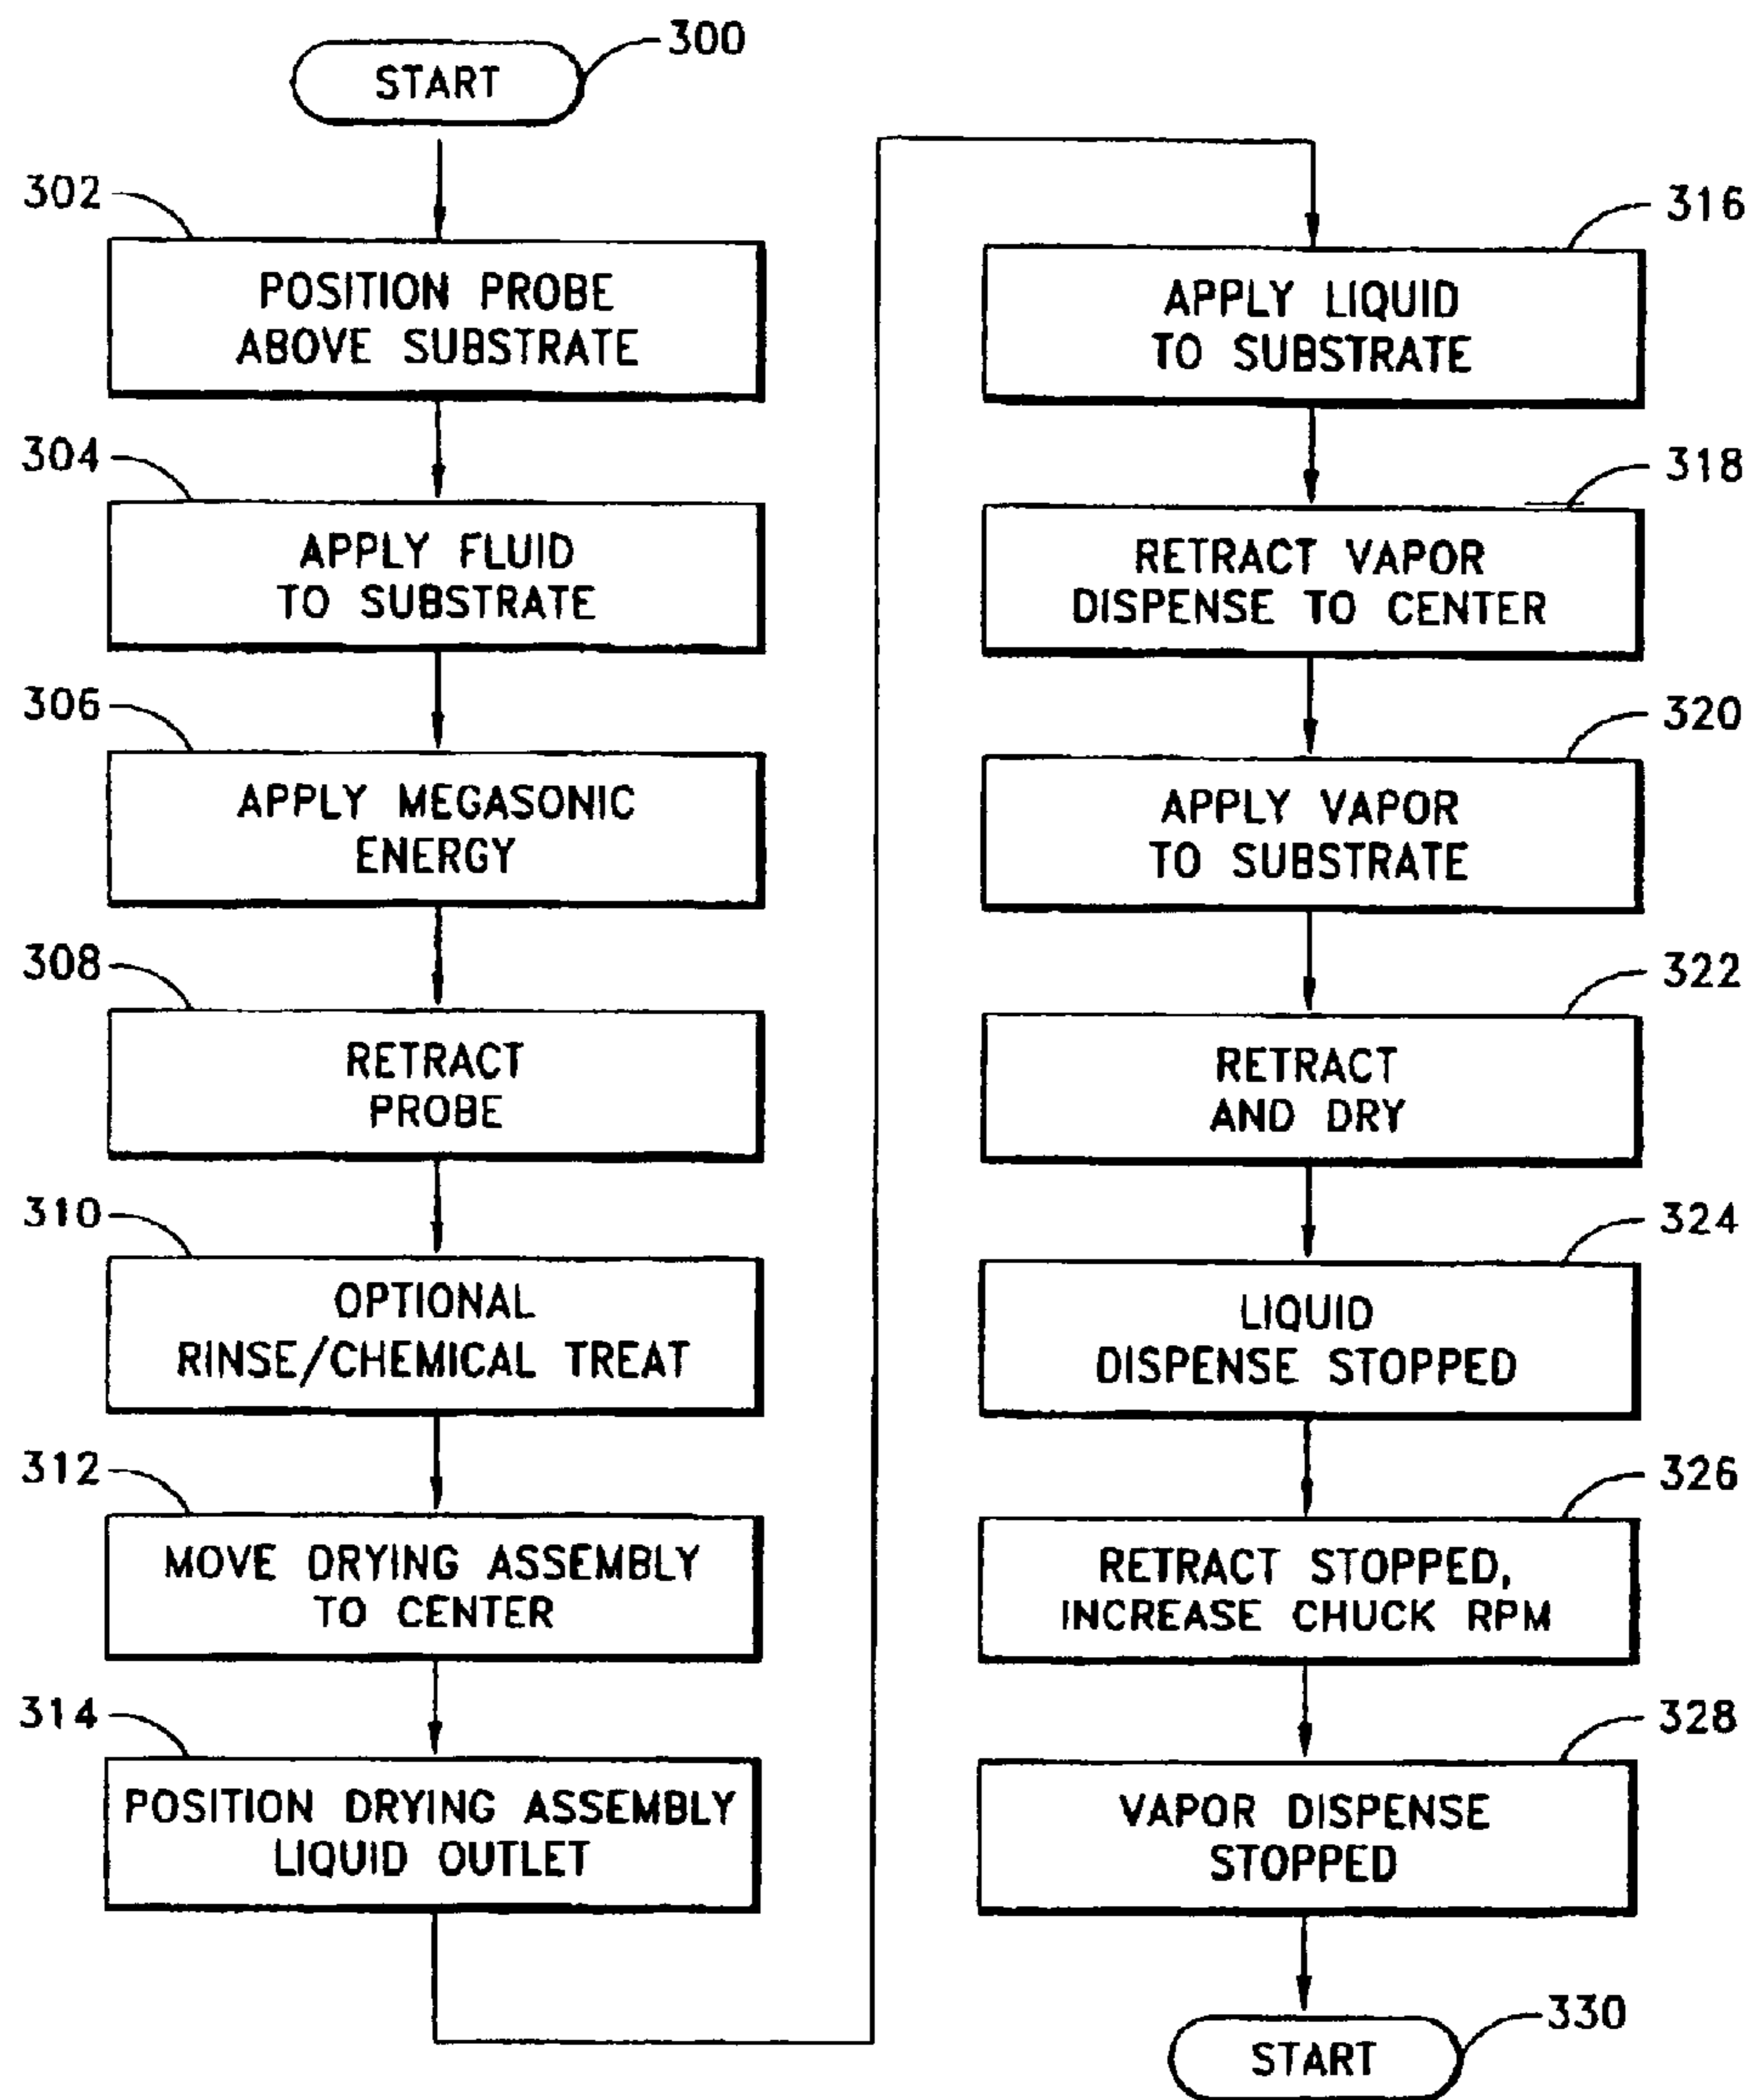 START
300
302
POSITION PROBE
ABOVE SUBSTRATE
304
APPLY FLUID
TO SUBSTRATE
306
APPLY MEGASONIC
ENERGY
308
RETRACT
PROBE
310
OPTIONAL
RINSE/CHEMICAL TREAT
312
MOVE DRYING ASSEMBLY
TO CENTER
314
POSITION DRYING ASSEMBLY
LIQUID OUTLET
316
APPLY LIQUID
TO SUBSTRATE
318
RETRACT VAPOR
DISPENSE TO CENTER
320
APPLY VAPOR
TO SUBSTRATE
322
RETRACT
AND DRY
324
LIQUID
DISPENSE STOPPED
326
RETRACT STOPPED,
INCREASE CHUCK RPM
328
VAPOR DISPENSE
STOPPED
330
START